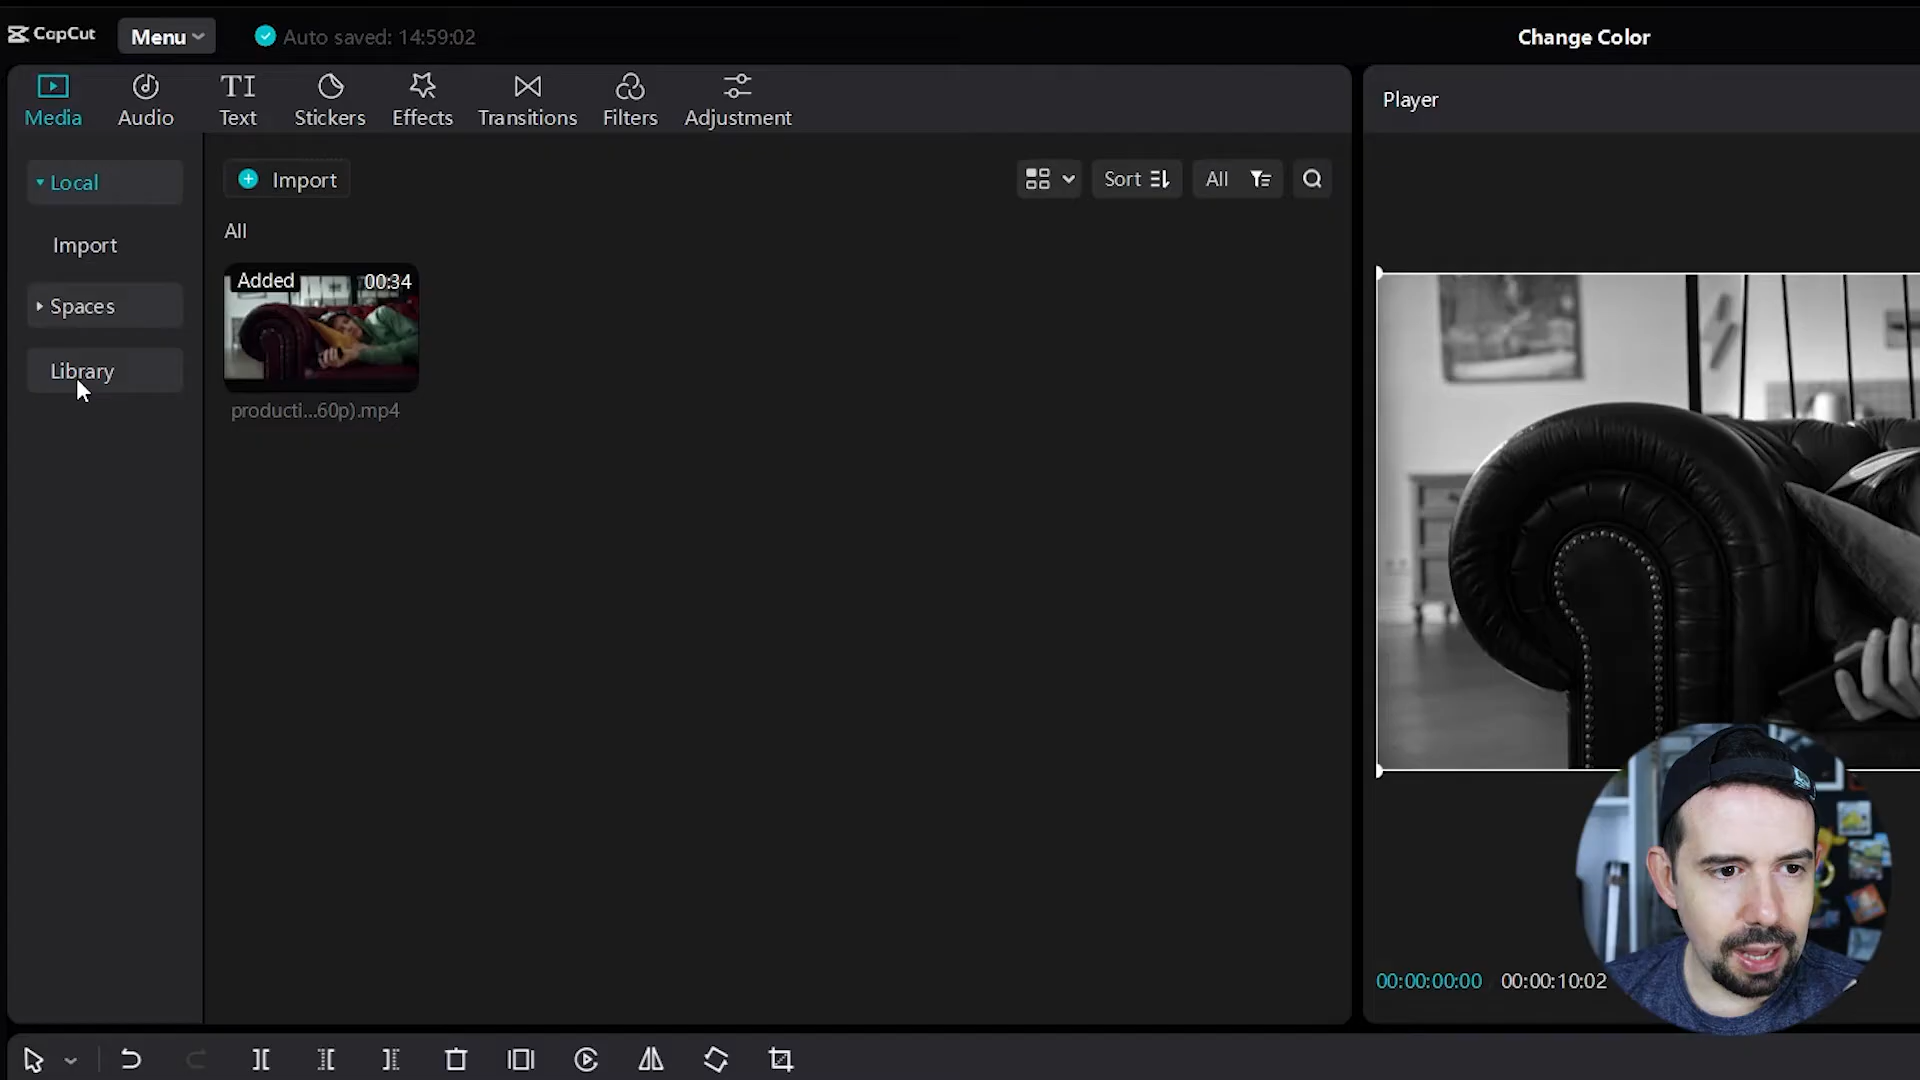 CapCut
Menu
Auto saved: 14:59:02
Change Color
Media
Audio
TI
Text
Stickers
Effects
Transitions
Filters
Adjustment
Player
Local
Import
Sort
All
Import
All
Spaces
Added
00:34
Library
producti...60p).mp4
00:00:00:00
00:00:10:02